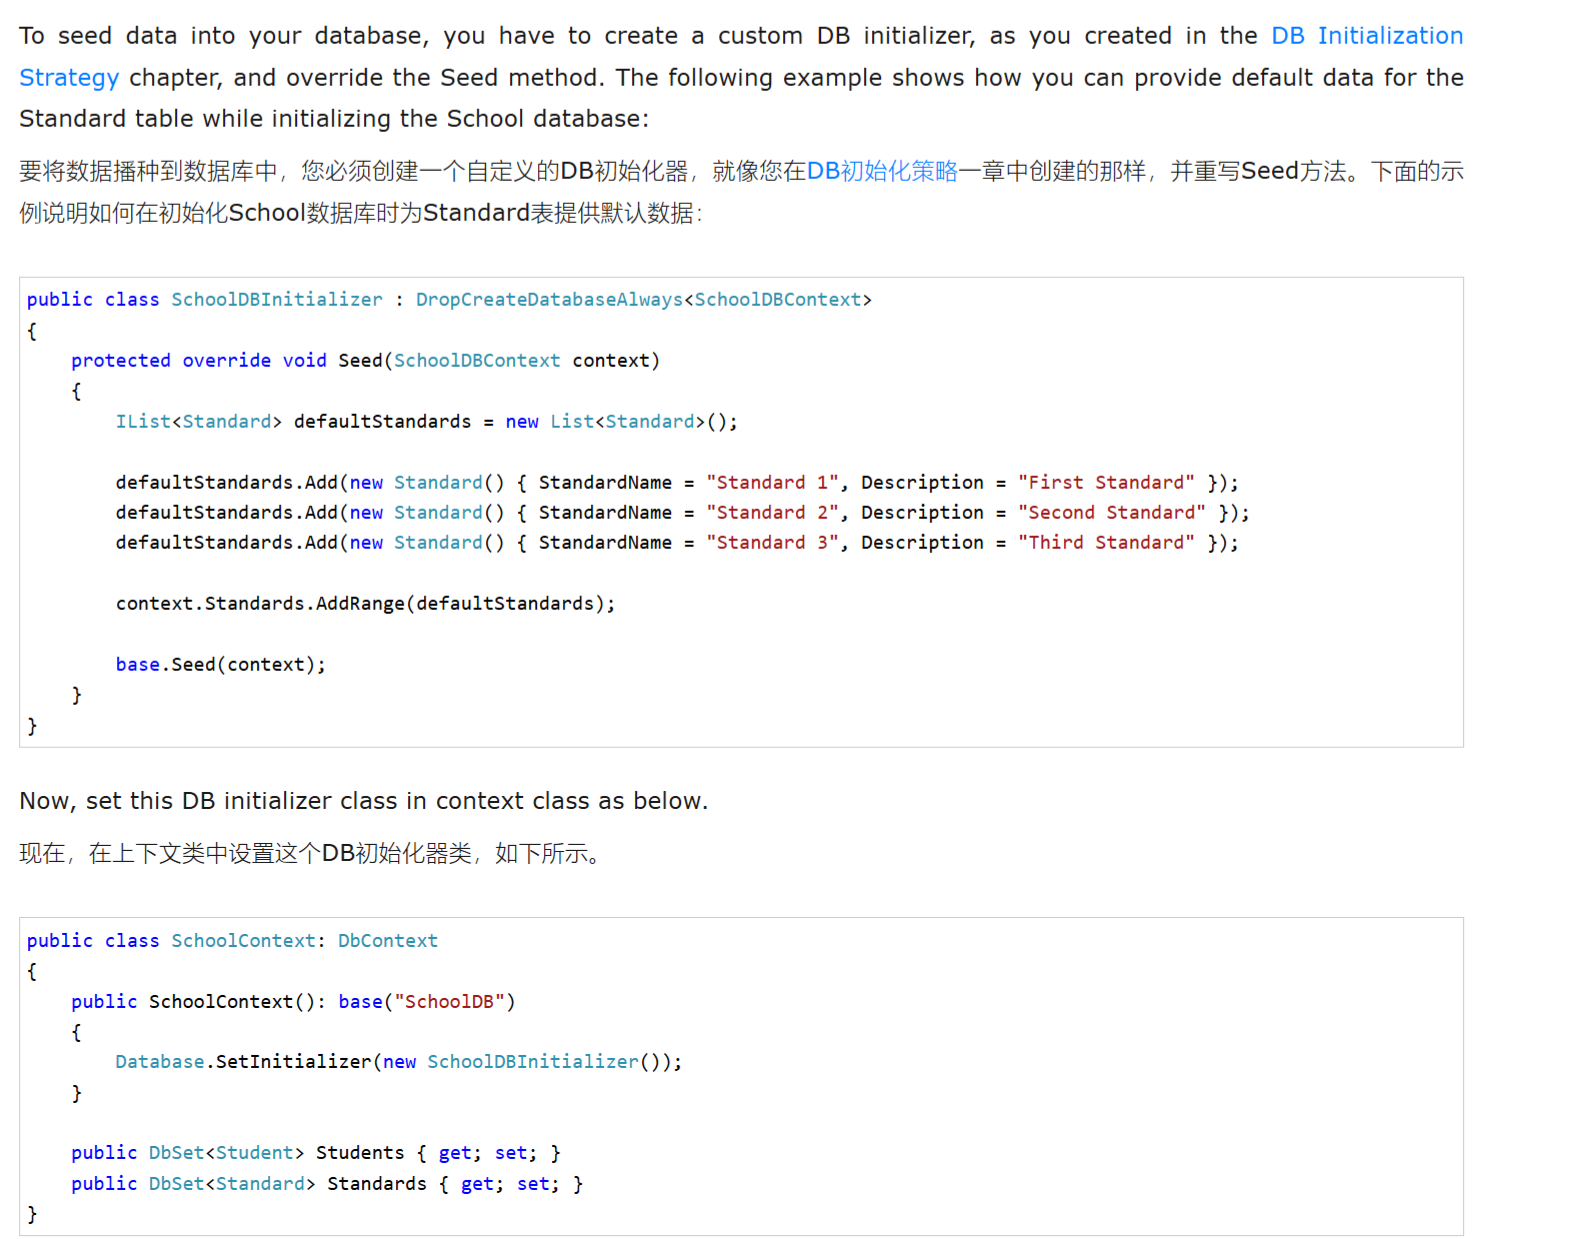 To seed data into your database, you have to create a custom DB initializer, as you created in the DB Initialization
Strategy chapter, and override the Seed method. The following example shows how you can provide default data for the
Standard table while initializing the School database:
要将数据播种到数据库中，您必须创建一个自定义的DB初始化器，就像您在DB初始化策略一章中创建的那样，并重写Seed方法。下面的示
例说明如何在初始化School数据库时为Standard表提供默认数据：
public class SchoolDBInitializer : DropCreateDatabaseAlways<SchoolDBContext>
{
    protected override void Seed(SchoolDBContext context)
    {
        IList<Standard> defaultStandards = new List<Standard>();
        defaultStandards.Add(new Standard() { StandardName = "Standard 1", Description = "First Standard" });
        defaultStandards.Add(new Standard() { StandardName = "Standard 2", Description = "Second Standard" });
        defaultStandards.Add(new Standard() { StandardName = "Standard 3", Description = "Third Standard" });
        context.Standards.AddRange(defaultStandards);
        base.Seed(context);
    }
}
Now, set this DB initializer class in context class as below.
现在，在上下文类中设置这个DB初始化器类，如下所示。
public class SchoolContext: DbContext
{
    public SchoolContext(): base("SchoolDB")
    {
        Database.SetInitializer(new SchoolDBInitializer());
    }
    public DbSet<Student> Students { get; set; }
    public DbSet<Standard> Standards { get; set; }
}